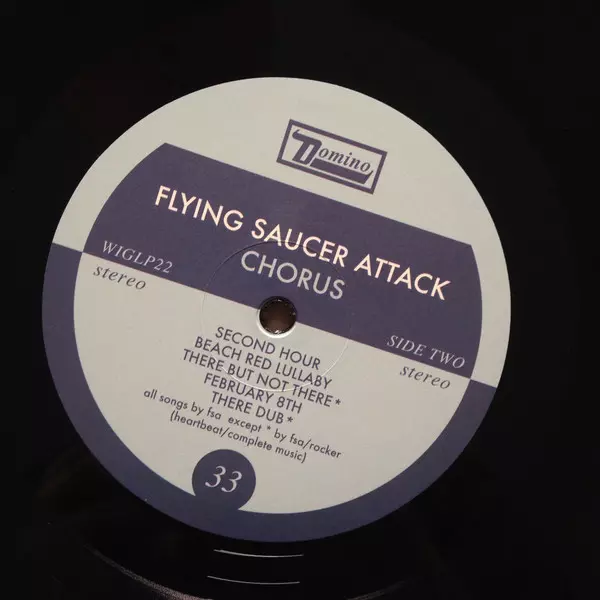 Domino
FLYING SAUCER ATTACK
CHORUS
WIGLP22
stereo
SIDE TWO
stereo
SECOND HOUR
BEACH RED LULLABY
THERE BUT NOT THERE *
FEBRUARY 8TH
THERE DUB *
all songs by fsa except * by fsa/rocker
(heartbeat/complete music)
33